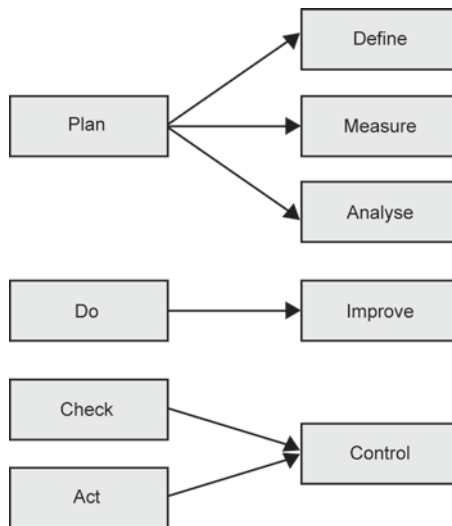 Define
Plan
Measure
Analyse
Do
Improve
Check
Control
Act